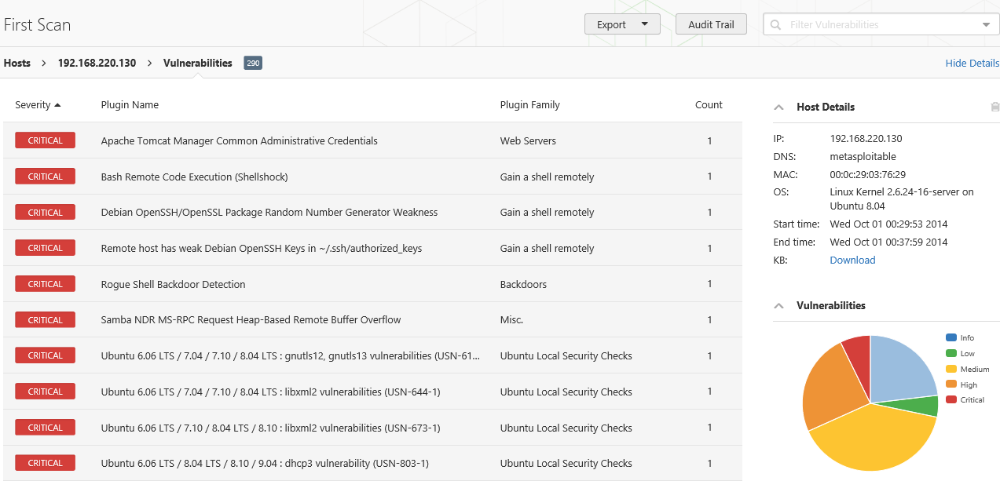 First Scan
Export
Audit Trail
Filter Vulnerabilities
Hosts > 192.168.220.130 > Vulnerabilities 290
Hide Details
Severity Plugin Name Plugin Family Count
CRITICAL Apache Tomcat Manager Common Administrative Credentials Web Servers 1
CRITICAL Bash Remote Code Execution (Shellshock) Gain a shell remotely 1
CRITICAL Debian OpenSSH/OpenSSL Package Random Number Generator Weakness Gain a shell remotely 1
CRITICAL Remote host has weak Debian OpenSSH Keys in ~/.ssh/authorized_keys Gain a shell remotely 1
CRITICAL Rogue Shell Backdoor Detection Backdoors 1
CRITICAL Samba NDR MS-RPC Request Heap-Based Remote Buffer Overflow Misc. 1
CRITICAL Ubuntu 6.06 LTS / 7.04 / 7.10 / 8.04 LTS : gnutls12, gnutls13 vulnerabilities (USN-61... Ubuntu Local Security Checks 1
CRITICAL Ubuntu 6.06 LTS / 7.04 / 7.10 / 8.04 LTS : libxml2 vulnerabilities (USN-644-1) Ubuntu Local Security Checks 1
CRITICAL Ubuntu 6.06 LTS / 7.10 / 8.04 LTS / 8.10 : libxml2 vulnerabilities (USN-673-1) Ubuntu Local Security Checks 1
CRITICAL Ubuntu 6.06 LTS / 8.04 LTS / 8.10 / 9.04 : dhcp3 vulnerability (USN-803-1) Ubuntu Local Security Checks 1
Host Details
IP: 192.168.220.130
DNS: metasploitable
MAC: 00:0c:29:03:76:29
OS: Linux Kernel 2.6.24-16-server on
Ubuntu 8.04
Start time: Wed Oct 01 00:29:53 2014
End time: Wed Oct 01 00:37:59 2014
KB: Download
Vulnerabilities
Info
Low
Medium
High
Critical